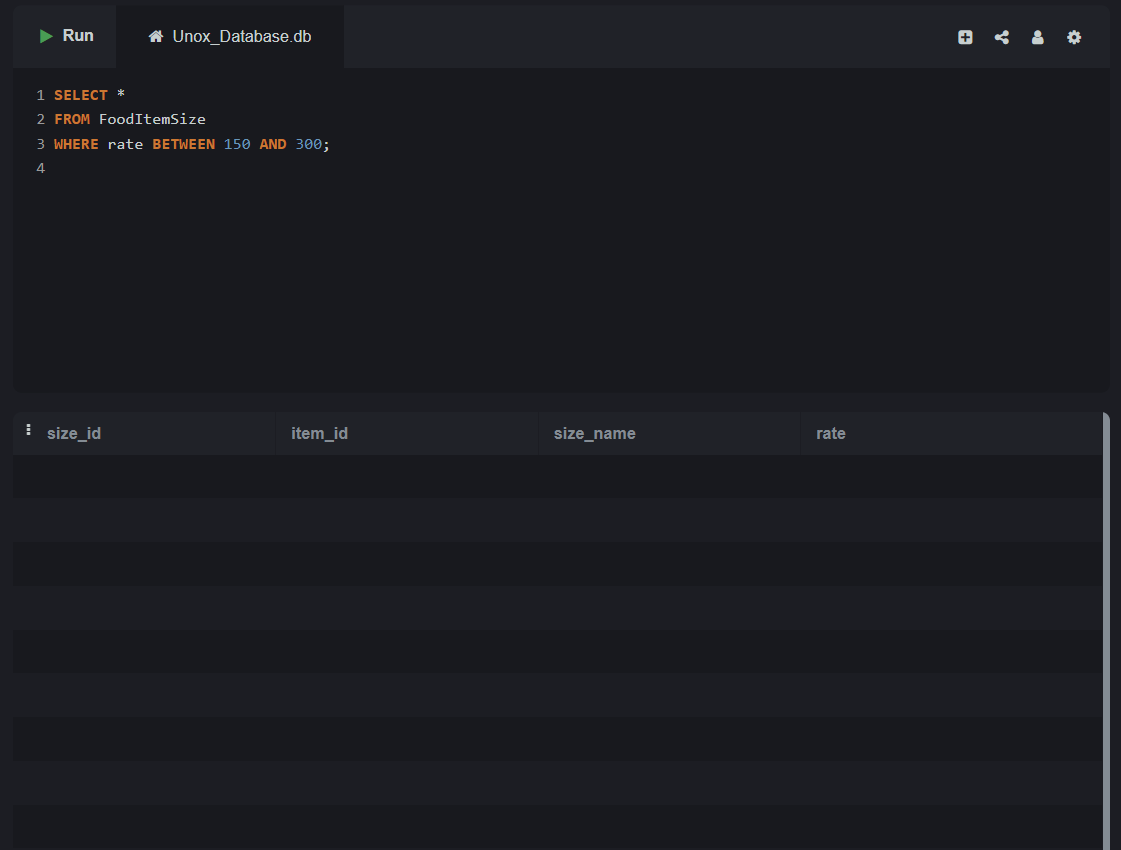 Run
Unox_Database.db
1 SELECT *
2 FROM FoodItemSize
3 WHERE rate BETWEEN 150 AND 300;
4
size_id item_id size_name rate